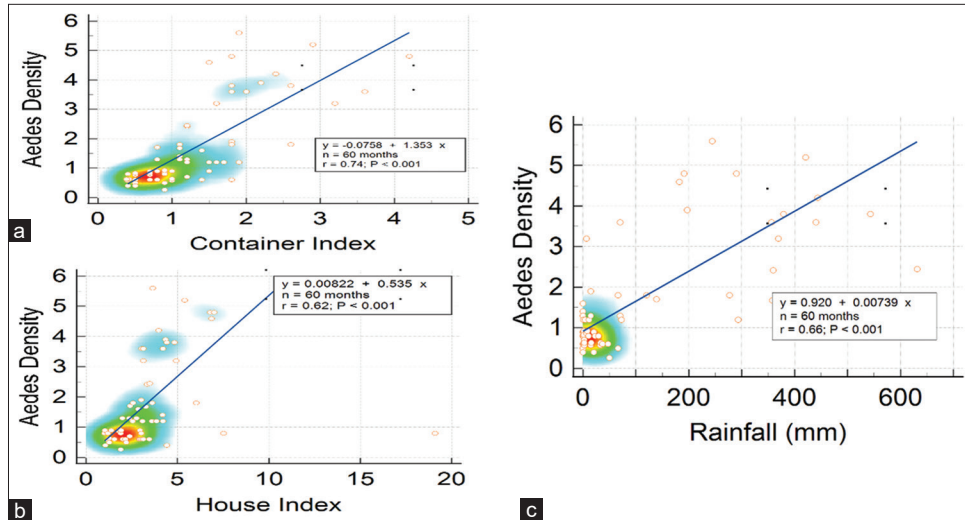 6
5
4
3
2
1
0
Aedes Density
y = -0.0758 + 1.353 x
n = 60 months
r = 0.74; P < 0.001
0 1 2 3 4 5
Container Index
a
6
5
4
3
2
1
0
Aedes Density
y = 0.00822 + 0.535 x
n = 60 months
r = 0.62; P < 0.001
0 5 10 15 20
House Index
b
6
5
4
3
2
1
0
Aedes Density
y = 0.920 + 0.00739 x
n = 60 months
r = 0.66; P < 0.001
0 200 400 600
Rainfall (mm)
c